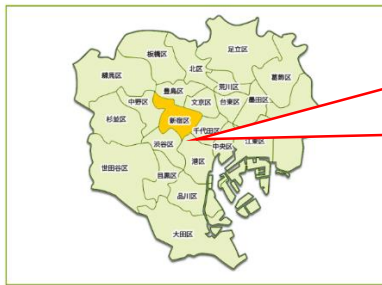 足立区
板橋区
北区
葛飾区
練馬区
荒川区
豊島区
中野区
文京区
台東区
墨田区
杉並区
新宿区
千代田区
渋谷区
中央区
江東区
世田谷区
港区
目黒区
品川区
大田区